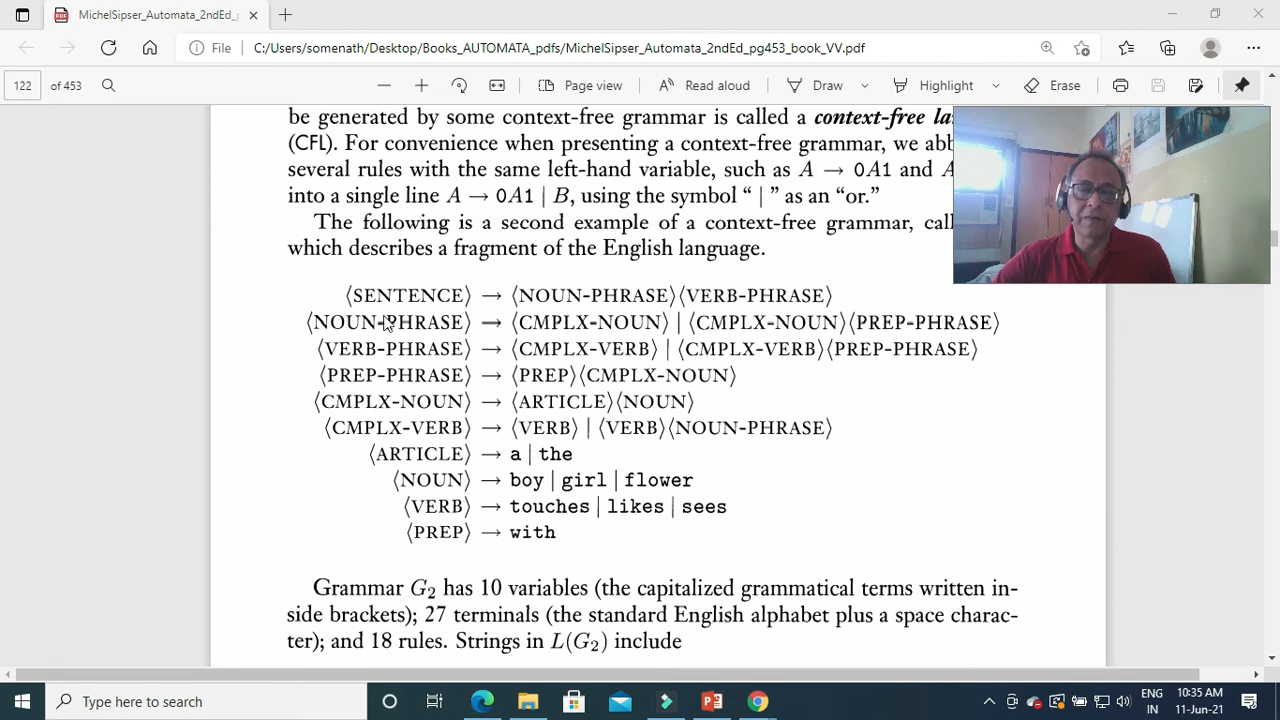 MichelSipser_Automata_2ndEd_p
File C:/Users/somenath/Desktop/Books_AUTOMATA_pdfs/MichelSipser_Automata_2ndEd_pg453_book_VV.pdf
122 of 453 Page view Read aloud Draw Highlight Erase
be generated by some context-free grammar is called a context-free la
(CFL). For convenience when presenting a context-free grammar, we abb
several rules with the same left-hand variable, such as A → 0A1 and A
into a single line A → 0A1 | B, using the symbol “ | ” as an “or.”
The following is a second example of a context-free grammar, call
which describes a fragment of the English language.
⟨SENTENCE⟩ → ⟨NOUN-PHRASE⟩⟨VERB-PHRASE⟩
⟨NOUN-PHRASE⟩ → ⟨CMPLX-NOUN⟩ | ⟨CMPLX-NOUN⟩⟨PREP-PHRASE⟩
⟨VERB-PHRASE⟩ → ⟨CMPLX-VERB⟩ | ⟨CMPLX-VERB⟩⟨PREP-PHRASE⟩
⟨PREP-PHRASE⟩ → ⟨PREP⟩⟨CMPLX-NOUN⟩
⟨CMPLX-NOUN⟩ → ⟨ARTICLE⟩⟨NOUN⟩
⟨CMPLX-VERB⟩ → ⟨VERB⟩ | ⟨VERB⟩⟨NOUN-PHRASE⟩
⟨ARTICLE⟩ → a | the
⟨NOUN⟩ → boy | girl | flower
⟨VERB⟩ → touches | likes | sees
⟨PREP⟩ → with
Grammar G₂ has 10 variables (the capitalized grammatical terms written in-
side brackets); 27 terminals (the standard English alphabet plus a space charac-
ter); and 18 rules. Strings in L(G₂) include
Type here to search
ENG
IN
10:35 AM
11-Jun-21